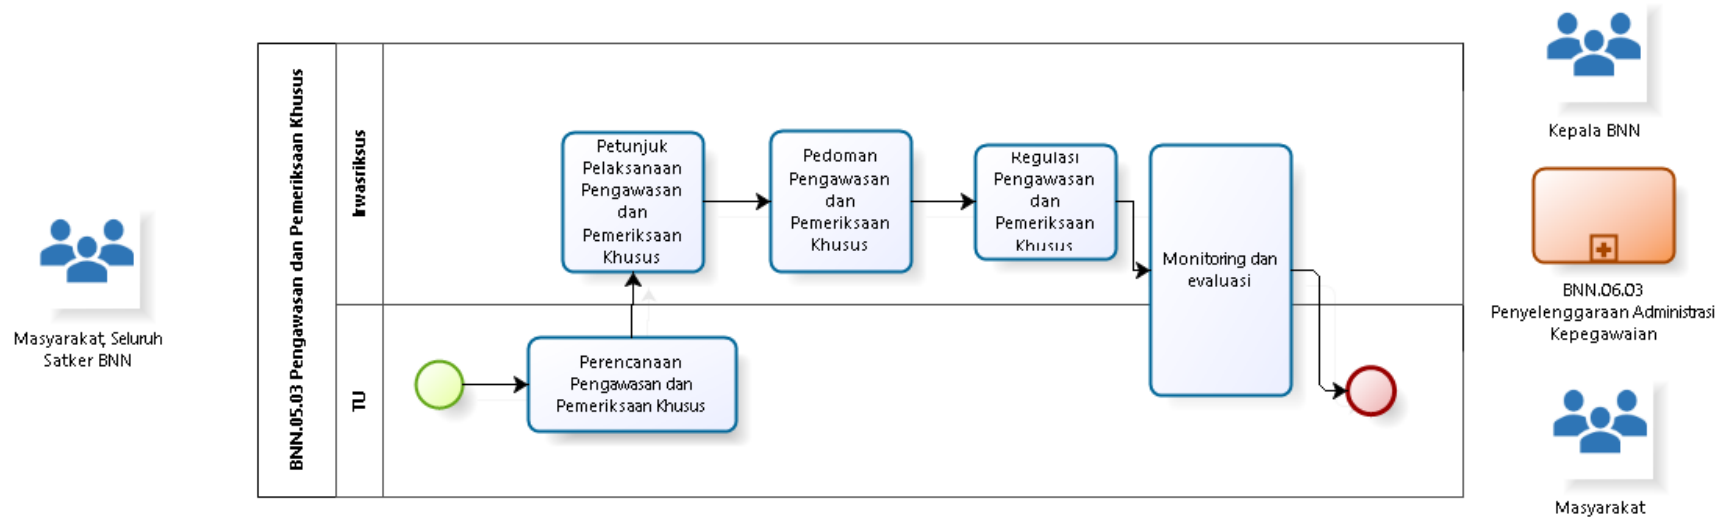 Masyarakat, Seluruh
Satker BNN
BNN.05.03 Pengawasan dan Pemeriksaan Khusus
Irwasriksus
TU
Perencanaan
Pengawasan dan
Pemeriksaan Khusus
Petunjuk
Pelaksanaan
Pengawasan
dan
Pemeriksaan
Khusus
Pedoman
Pengawasan
dan
Pemeriksaan
Khusus
Regulasi
Pengawasan
dan
Pemeriksaan
Khusus
Monitoring dan
evaluasi
Kepala BNN
BNN.06.03
Penyelenggaraan Administrasi
Kepegawaian
Masyarakat